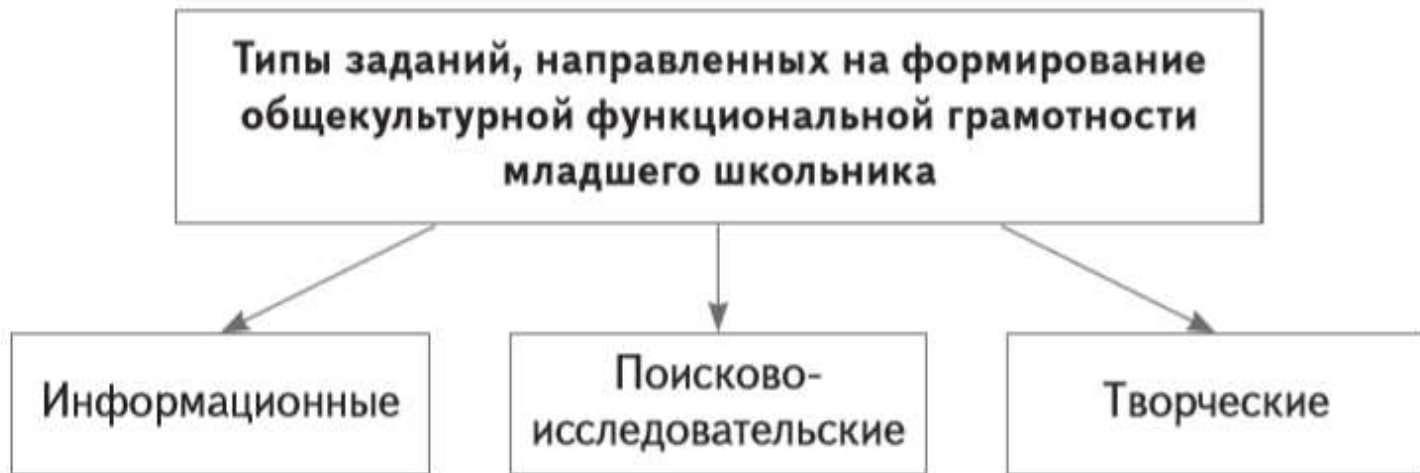 Типы заданий, направленных на формирование
общекультурной функциональной грамотности
младшего школьника
Информационные
Поисково-
исследовательские
Творческие